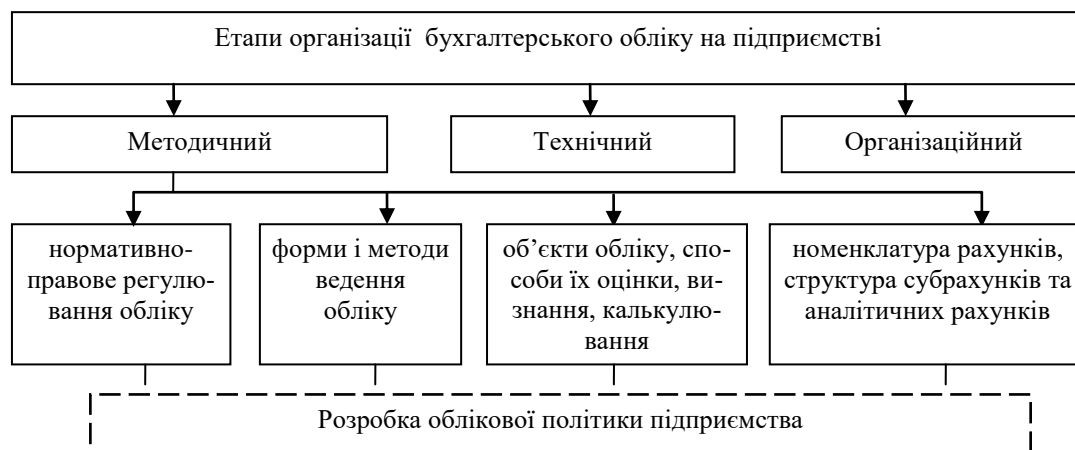 Етапи організації бухгалтерського обліку на підприємстві
Методичний
Технічний
Організаційний
нормативно-
правове регулю-
вання обліку
форми і методи
ведення
обліку
об’єкти обліку, спо-
соби їх оцінки, ви-
знання, калькулю-
вання
номенклатура рахунків,
структура субрахунків та
аналітичних рахунків
Розробка облікової політики підприємства